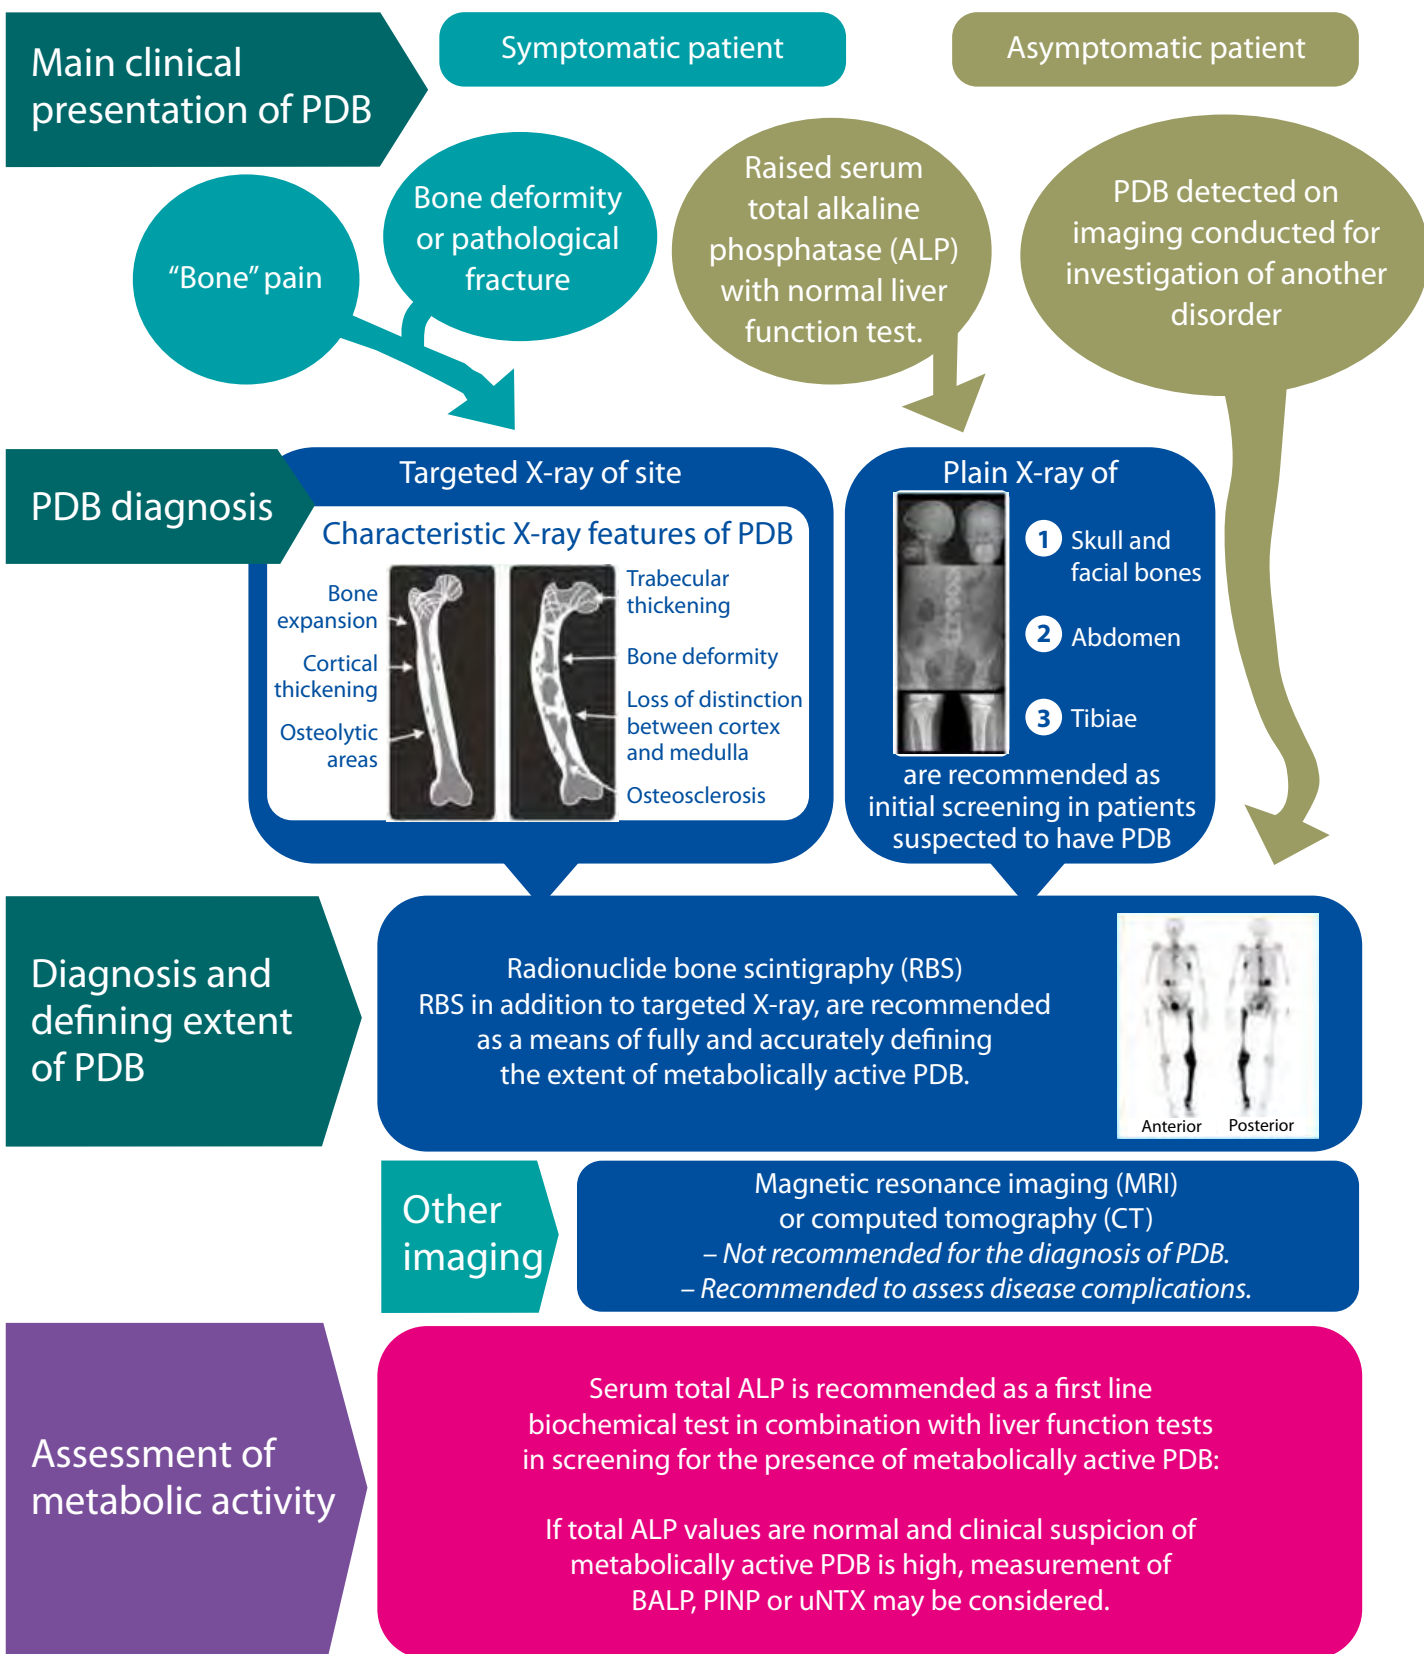 Main clinical
presentation of PDB
Symptomatic patient
Asymptomatic patient
“Bone” pain
Bone deformity
or pathological
fracture
Raised serum
total alkaline
phosphatase (ALP)
with normal liver
function test.
PDB detected on
imaging conducted for
investigation of another
disorder
PDB diagnosis
Targeted X-ray of site
Characteristic X-ray features of PDB
Bone
expansion
Cortical
thickening
Osteolytic
areas
Trabecular
thickening
Bone deformity
Loss of distinction
between cortex
and medulla
Osteosclerosis
Plain X-ray of
1 Skull and
facial bones
2 Abdomen
3 Tibiae
are recommended as
initial screening in patients
suspected to have PDB
Diagnosis and
defining extent
of PDB
Radionuclide bone scintigraphy (RBS)
RBS in addition to targeted X-ray, are recommended
as a means of fully and accurately defining
the extent of metabolically active PDB.
Anterior Posterior
Other
imaging
Magnetic resonance imaging (MRI)
or computed tomography (CT)
– Not recommended for the diagnosis of PDB.
– Recommended to assess disease complications.
Assessment of
metabolic activity
Serum total ALP is recommended as a first line
biochemical test in combination with liver function tests
in screening for the presence of metabolically active PDB:
If total ALP values are normal and clinical suspicion of
metabolically active PDB is high, measurement of
BALP, PINP or uNTX may be considered.